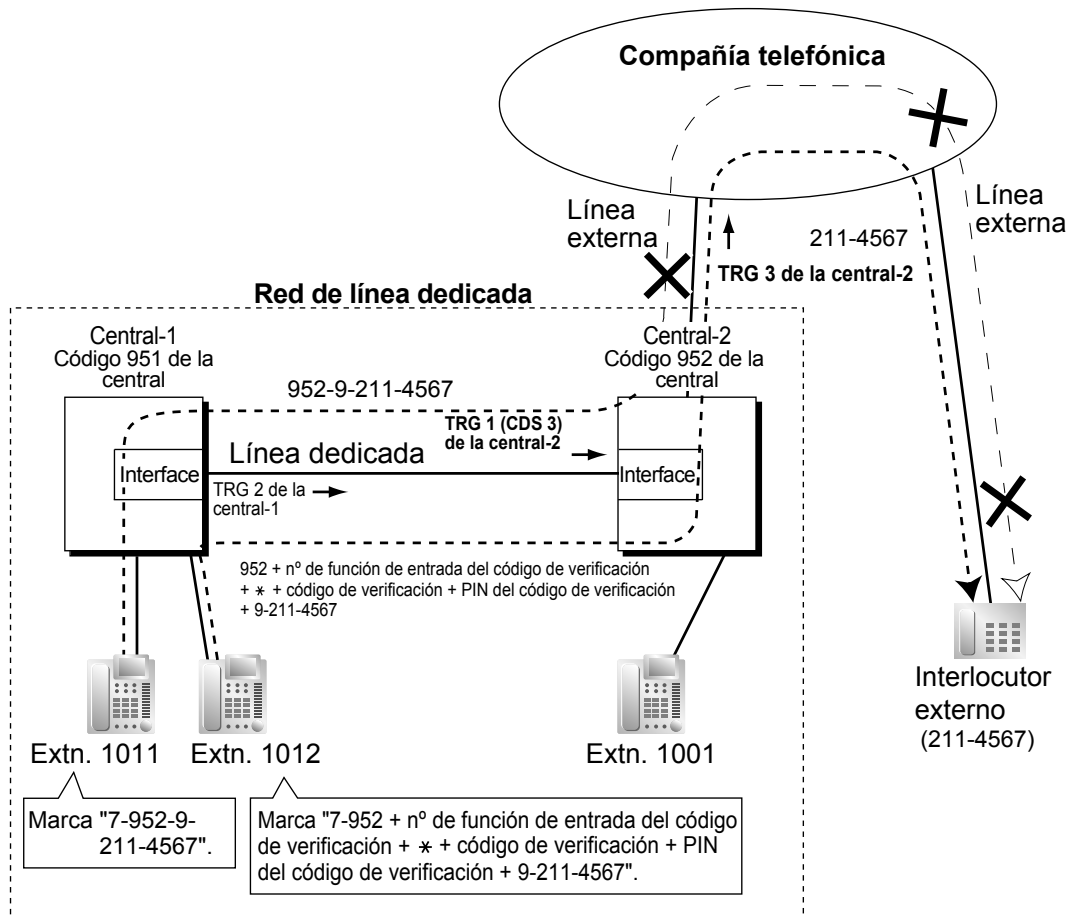 Compañía telefónica
Línea
externa
211-4567
Línea
externa
TRG 3 de la central-2
Red de línea dedicada
Central-1
Código 951 de la
central
Central-2
Código 952 de la
central
952-9-211-4567
TRG 1 (CDS 3)
de la central-2
Línea dedicada
Interface
Interface
TRG 2 de la
central-1
952 + nº de función de entrada del código de verificación
+ * + código de verificación + PIN del código de verificación
+ 9-211-4567
Extn. 1011
Extn. 1012
Extn. 1001
Interlocutor
externo
(211-4567)
Marca "7-952-9-
211-4567".
Marca "7-952 + nº de función de entrada del código
de verificación + * + código de verificación + PIN
del código de verificación + 9-211-4567".